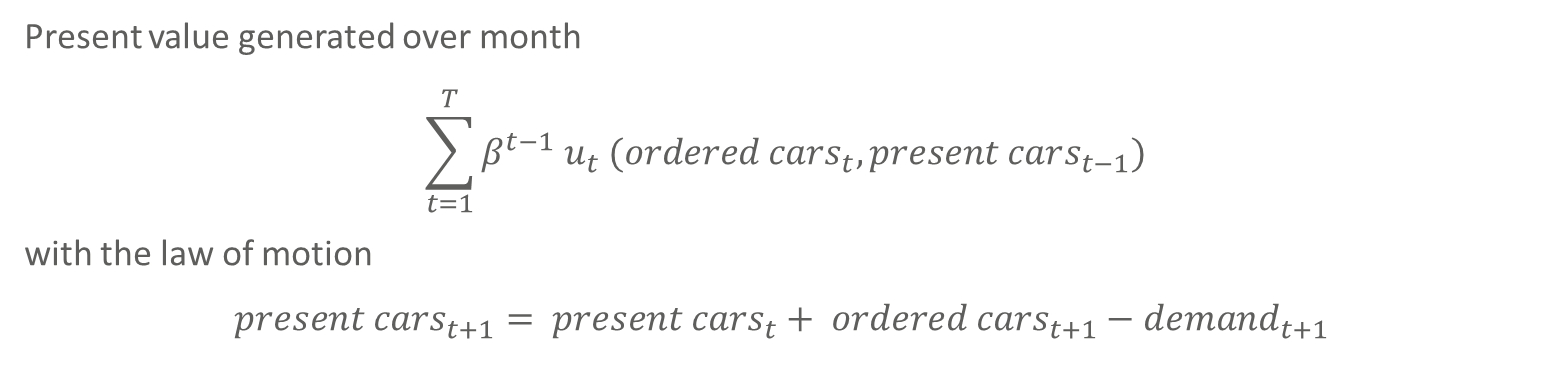 Present value generated over month
T
∑ β^{t−1} u_t (ordered cars_t, present cars_{t−1})
t=1
with the law of motion
present cars_{t+1} = present cars_t + ordered cars_{t+1} − demand_{t+1}